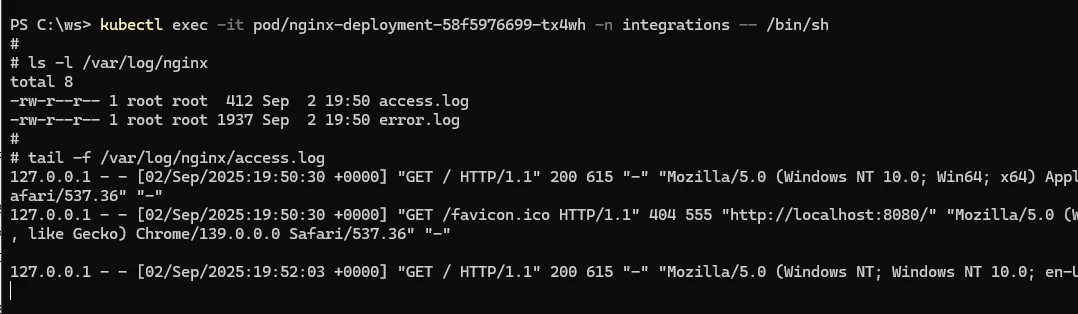 PS C:\ws> kubectl exec -it pod/nginx-deployment-58f5976699-tx4wh -n integrations -- /bin/sh
#
# ls -l /var/log/nginx
total 8
-rw-r--r-- 1 root root  412 Sep  2 19:50 access.log
-rw-r--r-- 1 root root 1937 Sep  2 19:50 error.log
#
# tail -f /var/log/nginx/access.log
127.0.0.1 - - [02/Sep/2025:19:50:30 +0000] "GET / HTTP/1.1" 200 615 "-" "Mozilla/5.0 (Windows NT 10.0; Win64; x64) Appl
afari/537.36" "-"
127.0.0.1 - - [02/Sep/2025:19:50:30 +0000] "GET /favicon.ico HTTP/1.1" 404 555 "http://localhost:8080/" "Mozilla/5.0 (W
, like Gecko) Chrome/139.0.0.0 Safari/537.36" "-"
127.0.0.1 - - [02/Sep/2025:19:52:03 +0000] "GET / HTTP/1.1" 200 615 "-" "Mozilla/5.0 (Windows NT; Windows NT 10.0; en-U